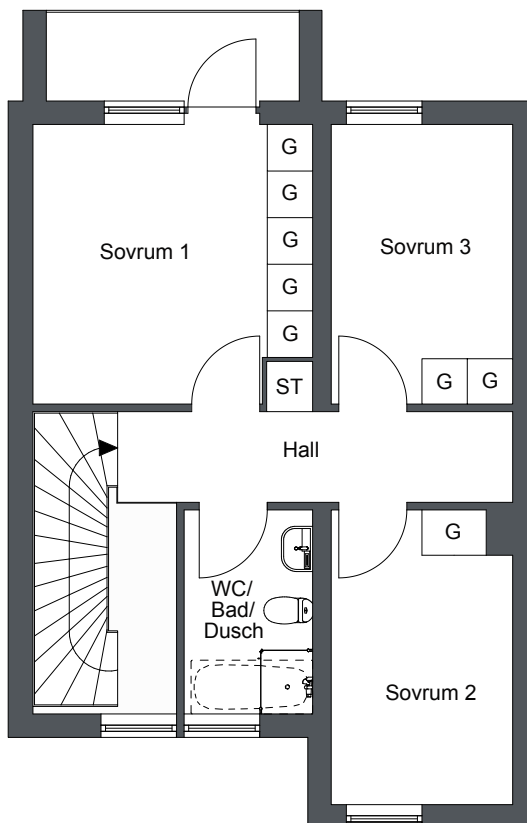 G
G
Sovrum 1
G
Sovrum 3
G
G
ST
G
G
Hall
G
WC/
Bad/
Dusch
Sovrum 2